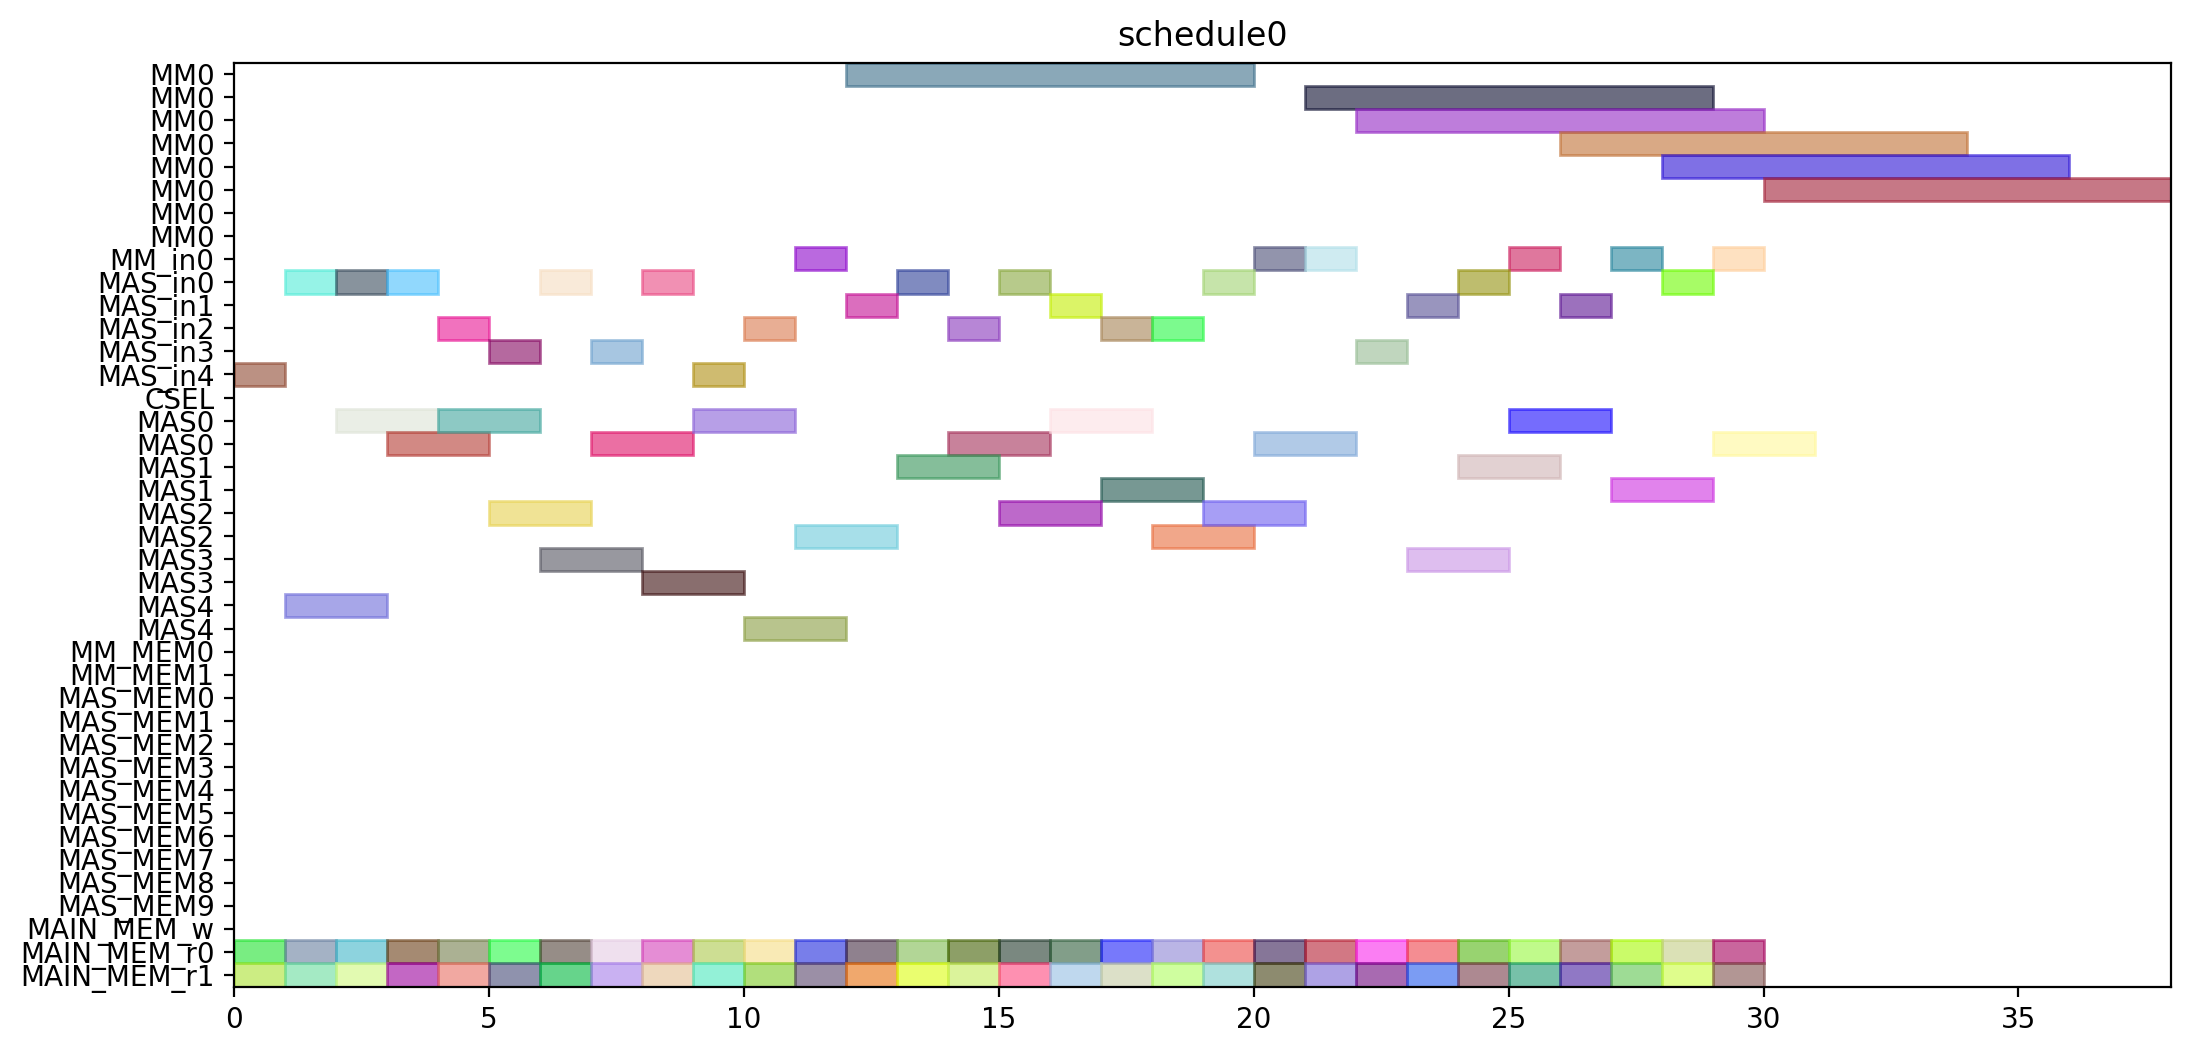 schedule0
MM0
MM0
MM0
MM0
MM0
MM0
MM0
MM0
MM_in0
MAS_in0
MAS_in1
MAS_in2
MAS_in3
MAS_in4
CSEL
MAS0
MAS0
MAS1
MAS1
MAS2
MAS2
MAS3
MAS3
MAS4
MAS4
MM_MEM0
MM_MEM1
MAS_MEM0
MAS_MEM1
MAS_MEM2
MAS_MEM3
MAS_MEM4
MAS_MEM5
MAS_MEM6
MAS_MEM7
MAS_MEM8
MAS_MEM9
MAIN_MEM_w
MAIN_MEM_r0
MAIN_MEM_r1
0 5 10 15 20 25 30 35